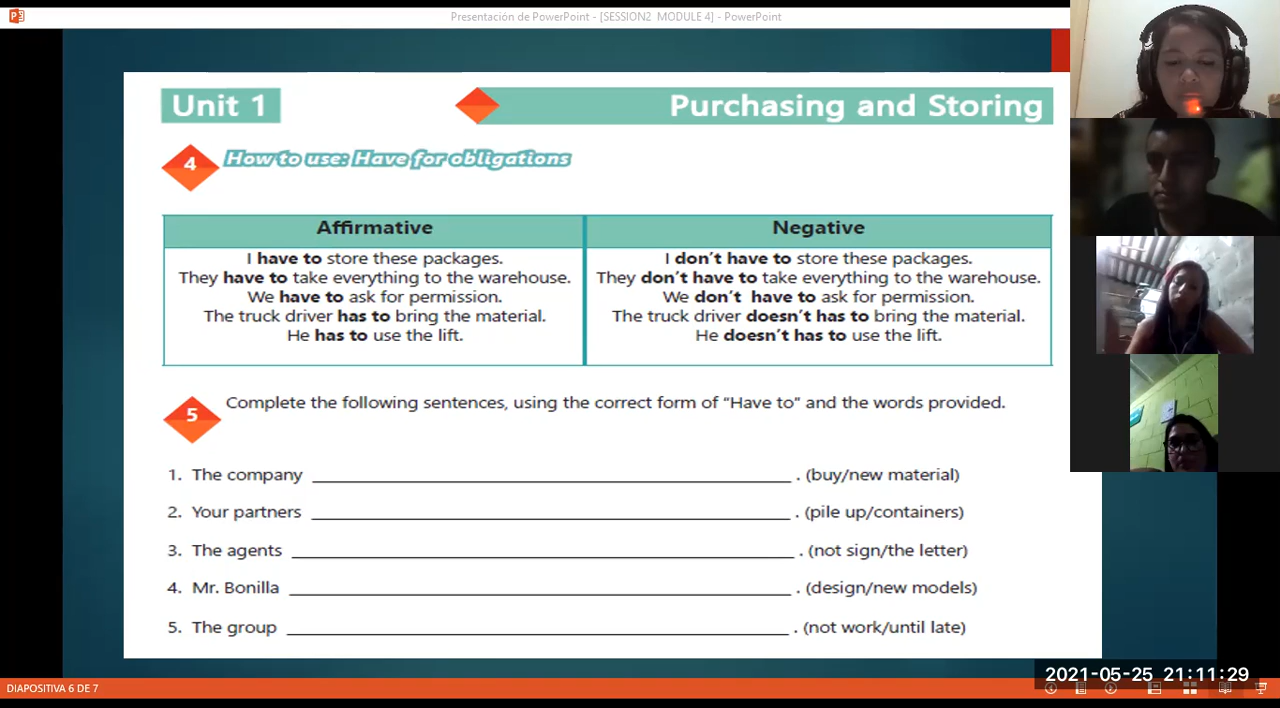 Presentación de PowerPoint - [SESSION2 MODULE 4] - PowerPoint
Unit 1
Purchasing and Storing
4
How to use: Have for obligations
Affirmative
Negative
I have to store these packages.
They have to take everything to the warehouse.
We have to ask for permission.
The truck driver has to bring the material.
He has to use the lift.
I don't have to store these packages.
They don't have to take everything to the warehouse.
We don't have to ask for permission.
The truck driver doesn't has to bring the material.
He doesn't has to use the lift.
5
Complete the following sentences, using the correct form of “Have to” and the words provided.
1. The company ______________________________ . (buy/new material)
2. Your partners ______________________________ . (pile up/containers)
3. The agents ______________________________ . (not sign/the letter)
4. Mr. Bonilla ______________________________ . (design/new models)
5. The group ______________________________ . (not work/until late)
2021-05-25 21:11:29
DIAPOSITIVA 6 DE 7